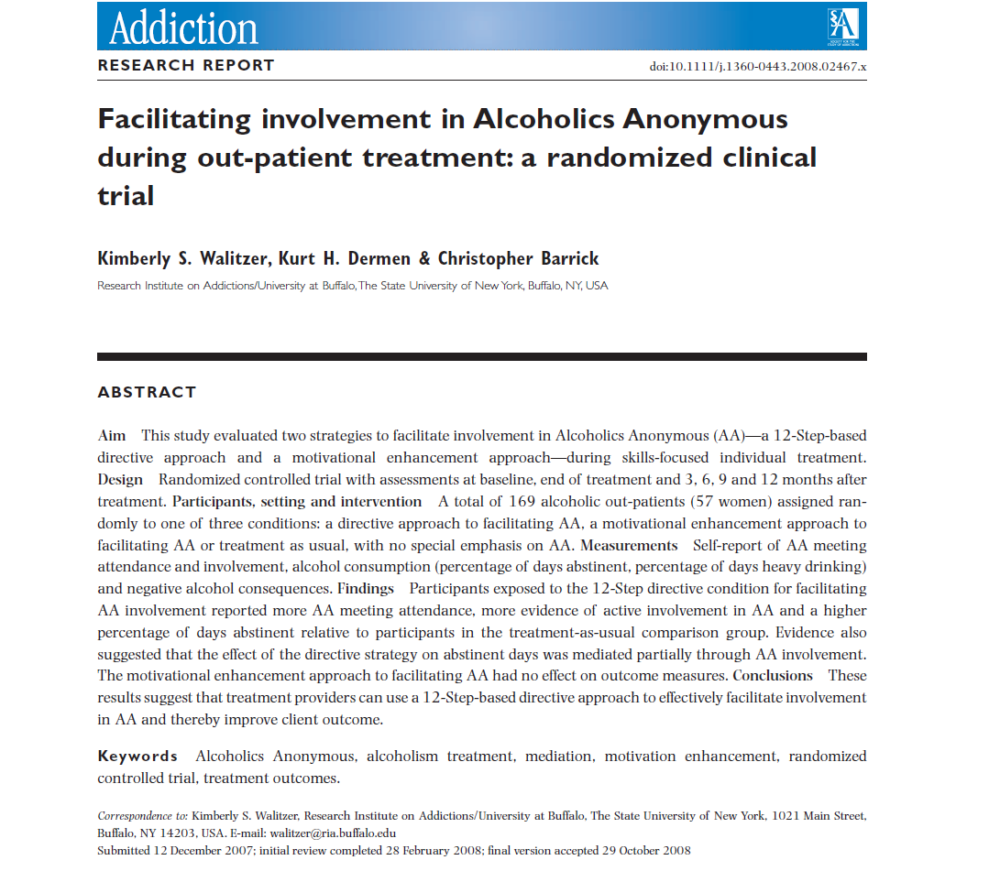 Addiction
SSA
SOCIETY FOR THE
STUDY OF ADDICTION
RESEARCH REPORT
doi:10.1111/j.1360-0443.2008.02467.x
Facilitating involvement in Alcoholics Anonymous
during out-patient treatment: a randomized clinical
trial
Kimberly S. Walitzer, Kurt H. Dermen & Christopher Barrick
Research Institute on Addictions/University at Buffalo, The State University of New York, Buffalo, NY, USA
ABSTRACT
Aim This study evaluated two strategies to facilitate involvement in Alcoholics Anonymous (AA)—a 12-Step-based
directive approach and a motivational enhancement approach—during skills-focused individual treatment.
Design Randomized controlled trial with assessments at baseline, end of treatment and 3, 6, 9 and 12 months after
treatment. Participants, setting and intervention A total of 169 alcoholic out-patients (57 women) assigned ran-
domly to one of three conditions: a directive approach to facilitating AA, a motivational enhancement approach to
facilitating AA or treatment as usual, with no special emphasis on AA. Measurements Self-report of AA meeting
attendance and involvement, alcohol consumption (percentage of days abstinent, percentage of days heavy drinking)
and negative alcohol consequences. Findings Participants exposed to the 12-Step directive condition for facilitating
AA involvement reported more AA meeting attendance, more evidence of active involvement in AA and a higher
percentage of days abstinent relative to participants in the treatment-as-usual comparison group. Evidence also
suggested that the effect of the directive strategy on abstinent days was mediated partially through AA involvement.
The motivational enhancement approach to facilitating AA had no effect on outcome measures. Conclusions These
results suggest that treatment providers can use a 12-Step-based directive approach to effectively facilitate involvement
in AA and thereby improve client outcome.
Keywords Alcoholics Anonymous, alcoholism treatment, mediation, motivation enhancement, randomized
controlled trial, treatment outcomes.
Correspondence to: Kimberly S. Walitzer, Research Institute on Addictions/University at Buffalo, The State University of New York, 1021 Main Street,
Buffalo, NY 14203, USA. E-mail: walitzer@ria.buffalo.edu
Submitted 12 December 2007; initial review completed 28 February 2008; final version accepted 29 October 2008